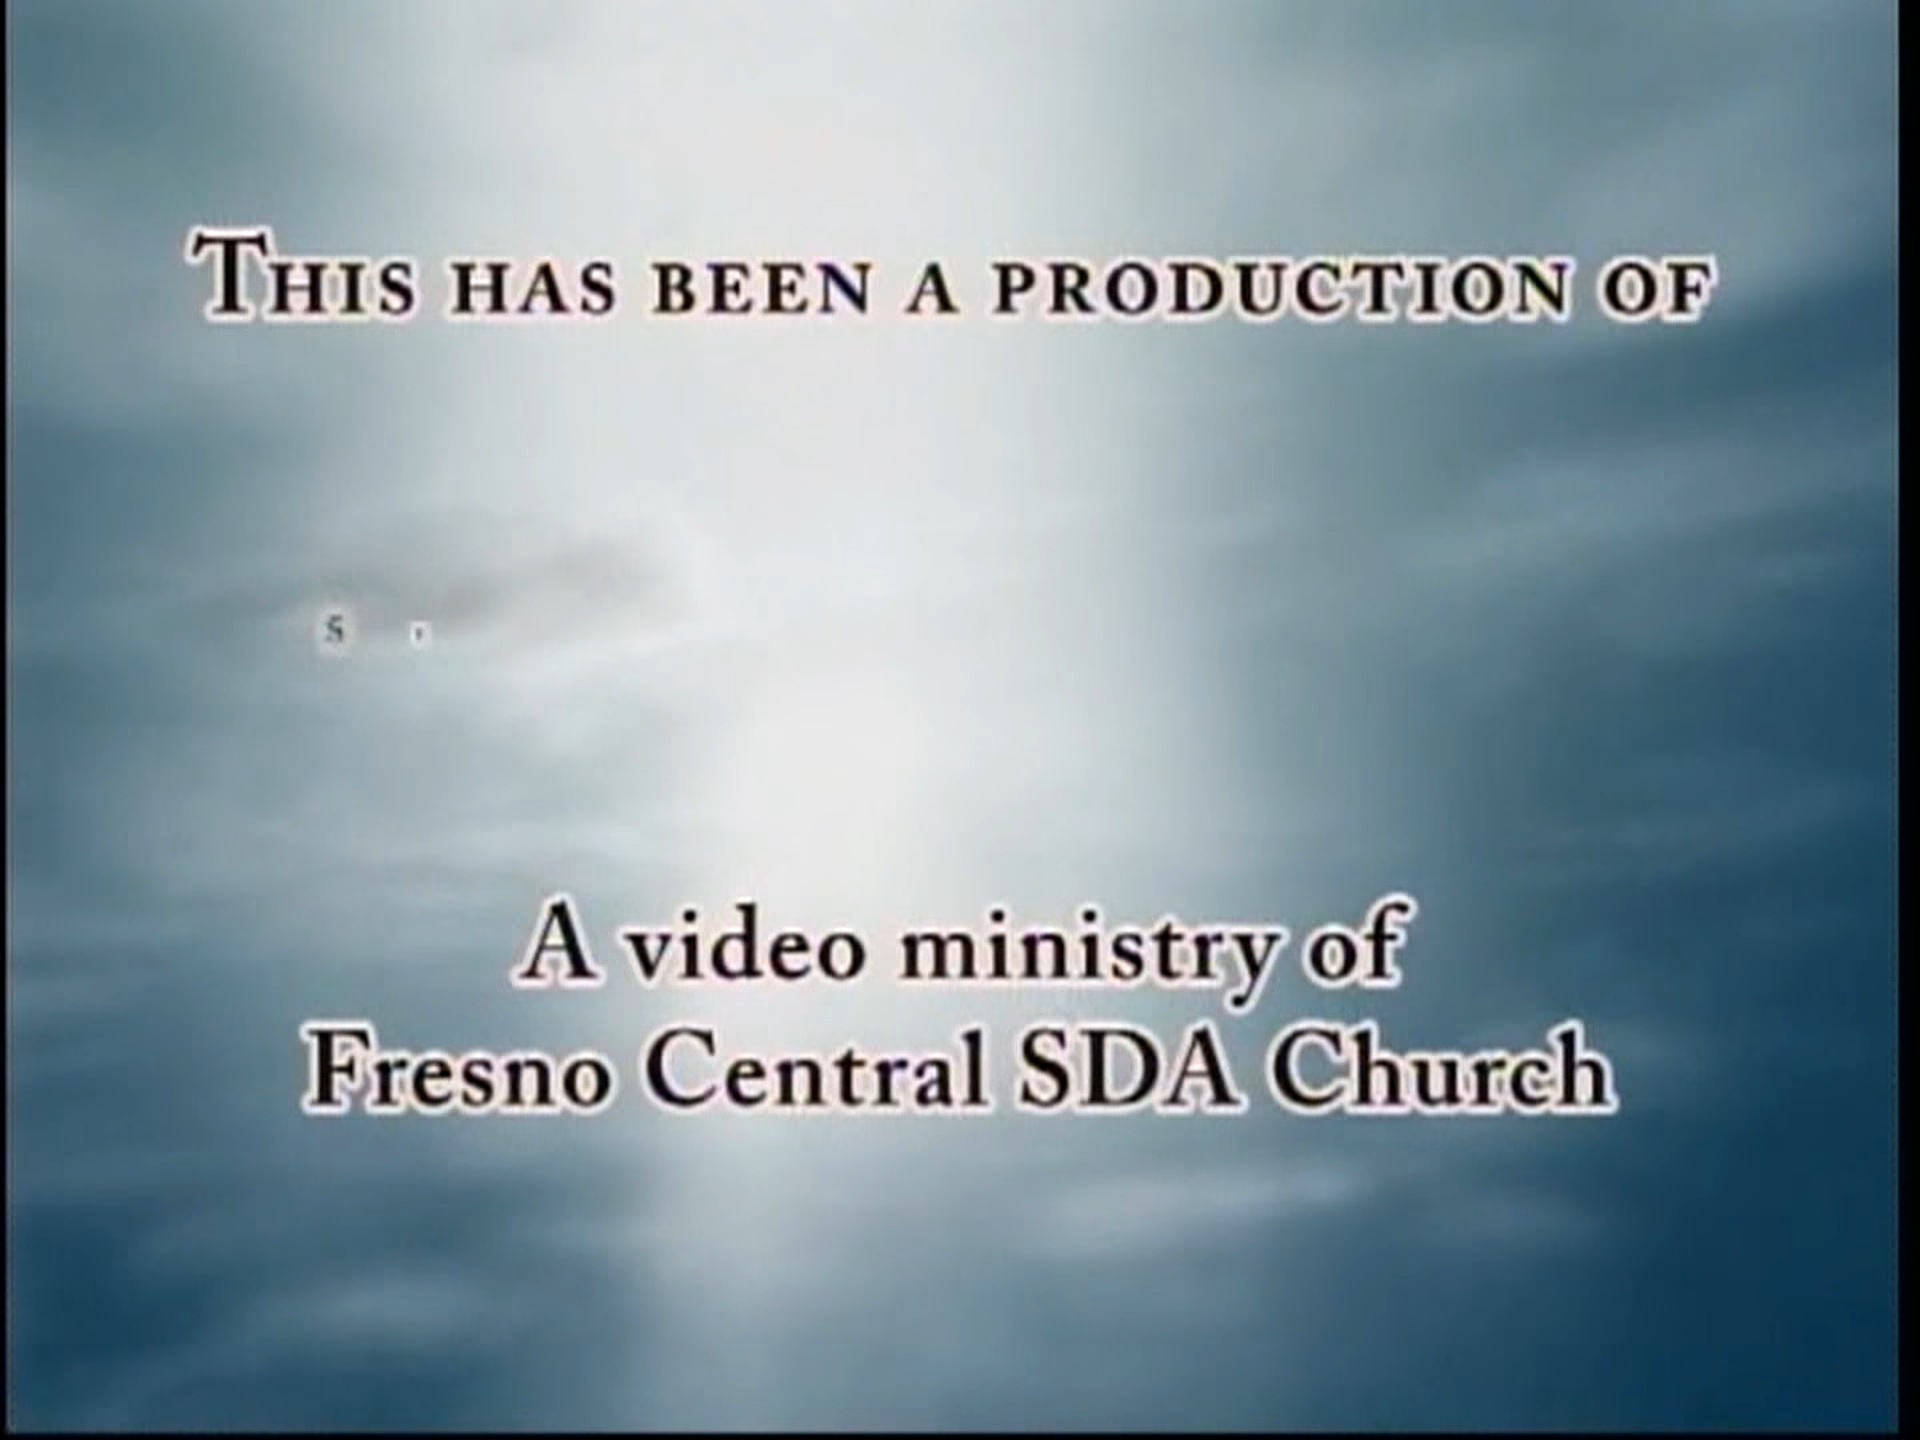 This has been a production of
A video ministry of
Fresno Central SDA Church